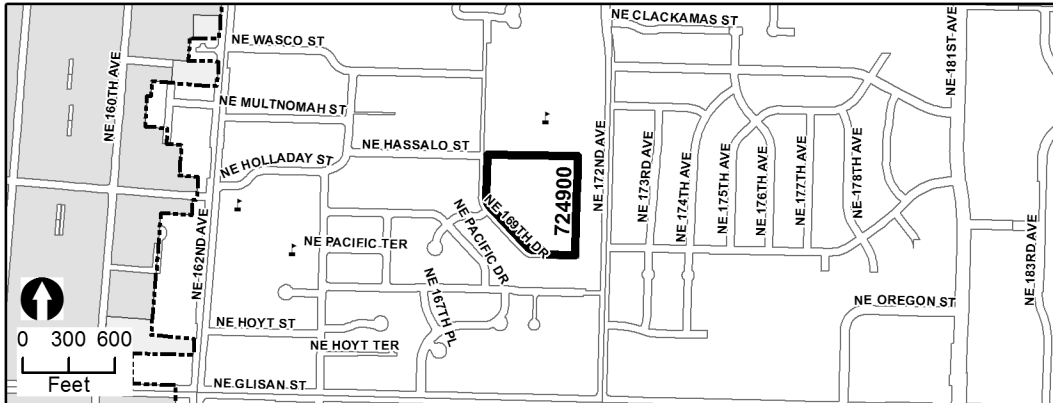 NE CLACKAMAS ST
NE WASCO ST
NE 181ST AVE
NE 160TH AVE
NE MULTNOMAH ST
NE HASSALO ST
NE HOLLADAY ST
NE 172ND AVE
NE 173RD AVE
NE 174TH AVE
NE 175TH AVE
NE 176TH AVE
NE 177TH AVE
NE 178TH AVE
724900
NE 169TH DR
NE PACIFIC DR
NE PACIFIC TER
NE 162ND AVE
NE 183RD AVE
NE 167TH PL
NE OREGON ST
NE HOYT ST
NE HOYT TER
NE GLISAN ST
0 300 600
Feet